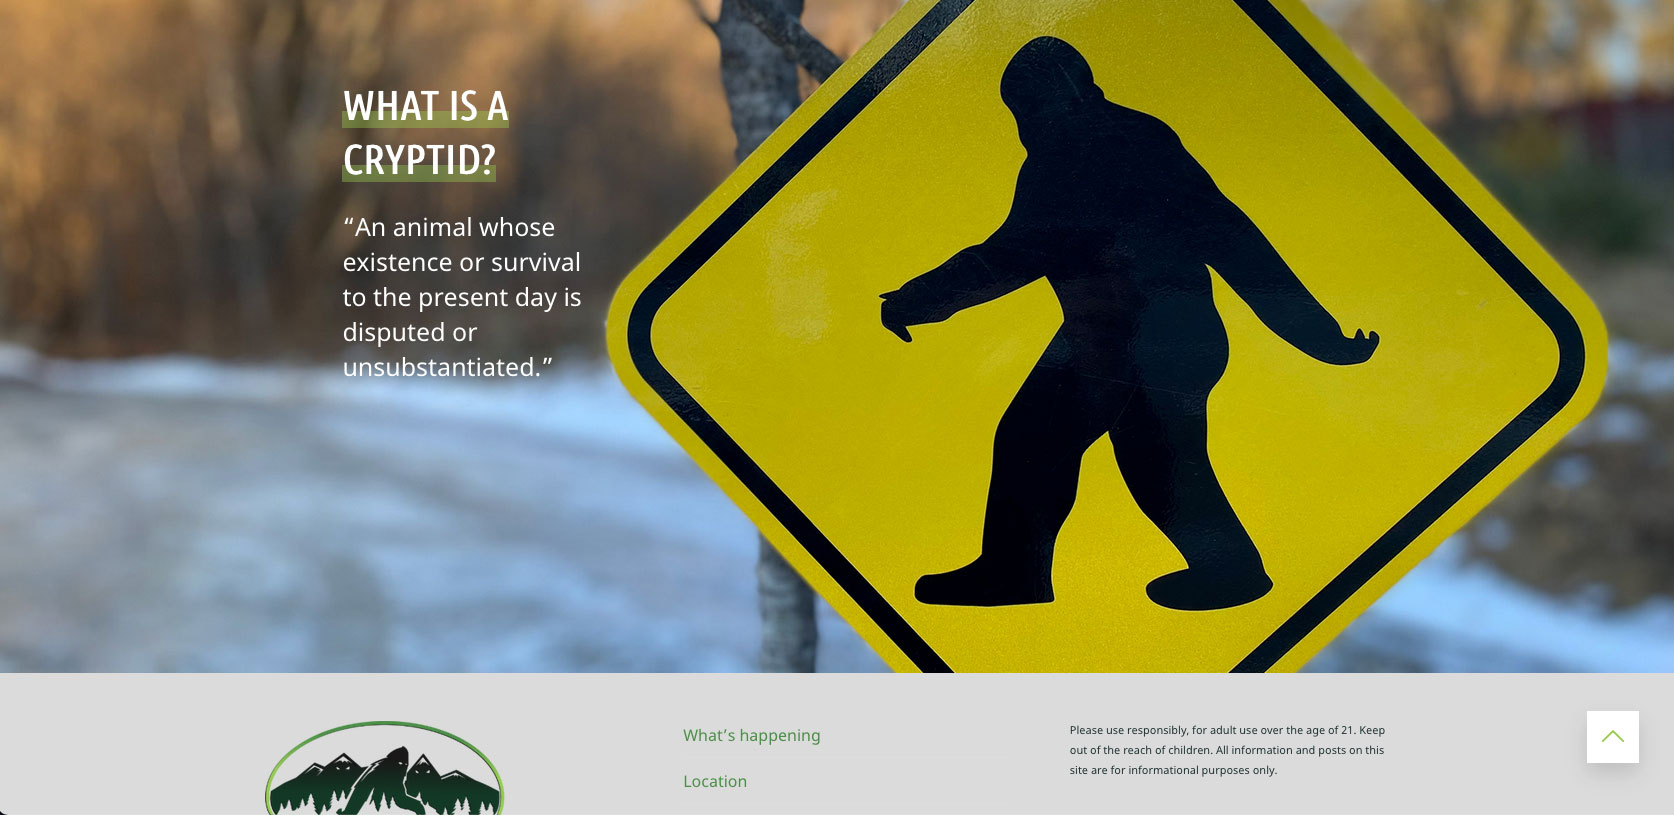 WHAT IS A
CRYPTID?
“An animal whose
existence or survival
to the present day is
disputed or
unsubstantiated.”
What’s happening
Location
Please use responsibly, for adult use over the age of 21. Keep
out of the reach of children. All information and posts on this
site are for informational purposes only.